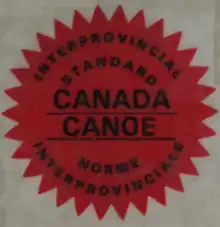 INTERPROVINCIAL
STANDARD
CANADA
CANOE
NORME
INTERPROVINCIALE